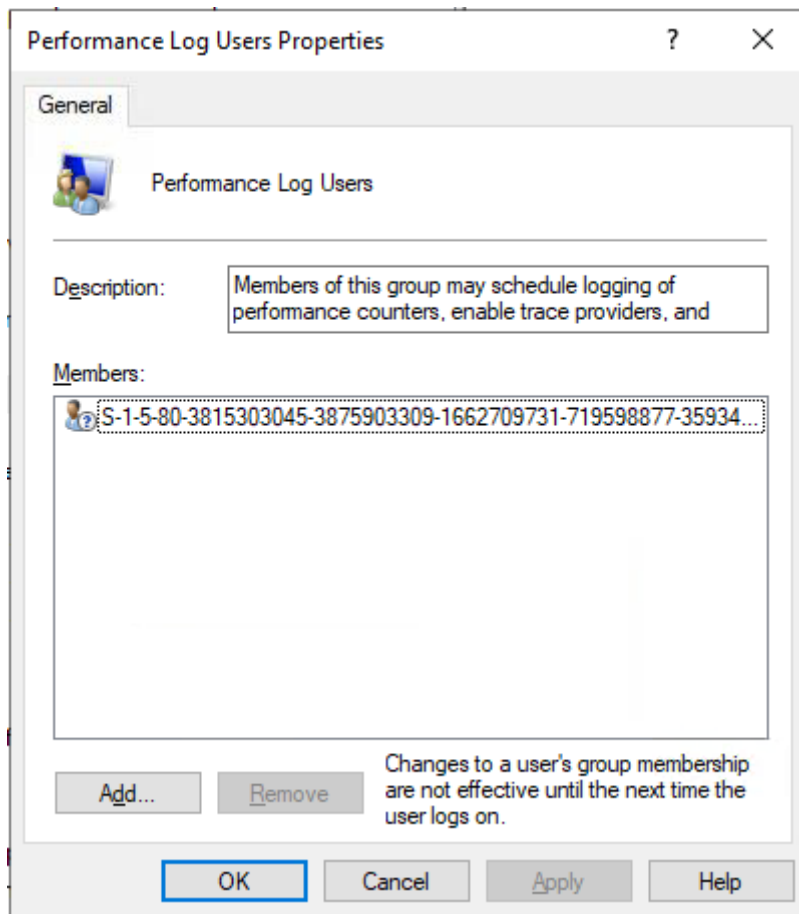 Performance Log Users Properties
?
General
Performance Log Users
Description:
Members of this group may schedule logging of
performance counters, enable trace providers, and
Members:
S-1-5-80-3815303045-3875903309-1662709731-719598877-35934...
Add...
Remove
Changes to a user's group membership
are not effective until the next time the
user logs on.
OK
Cancel
Apply
Help